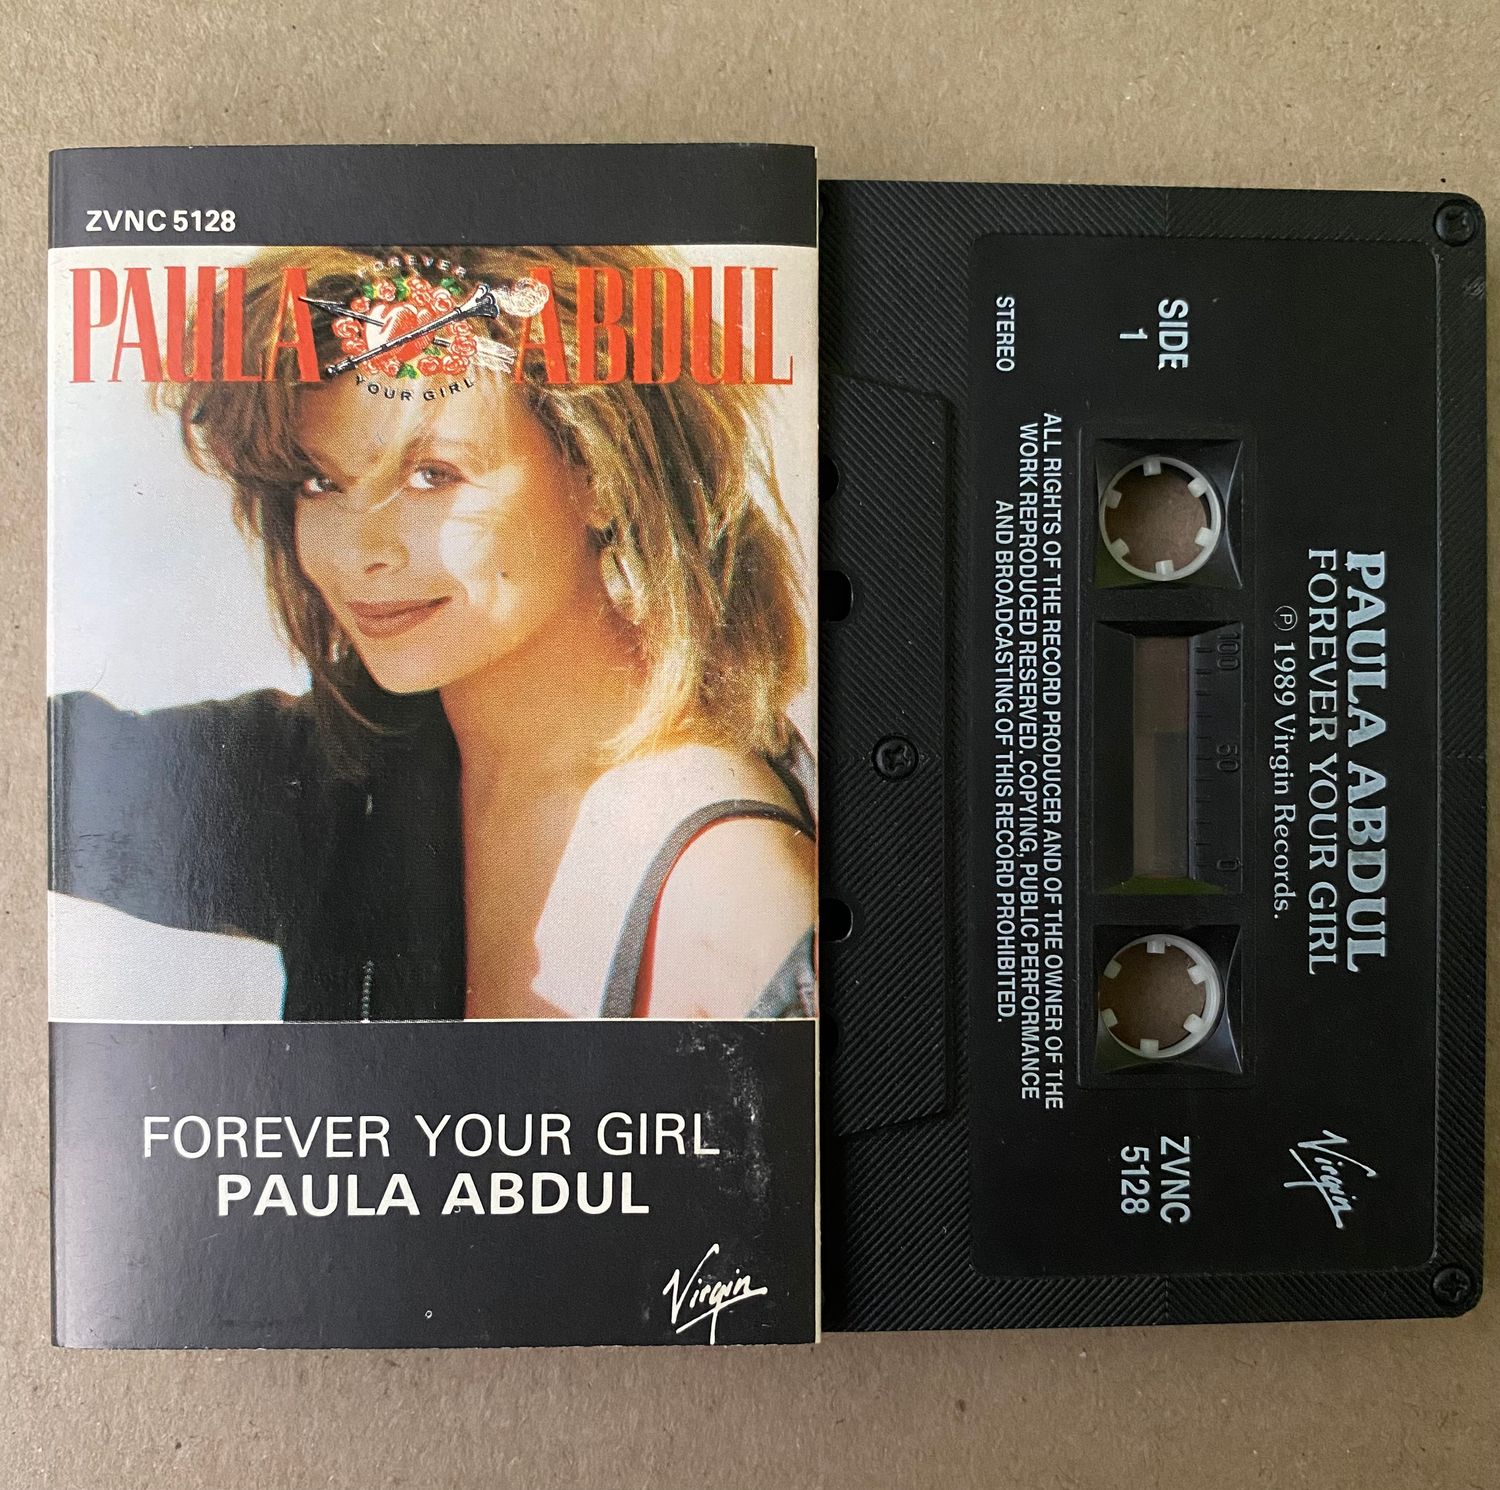 ZVNC 5128
PAULA ABDUL
FOREVER
YOUR GIRL
FOREVER YOUR GIRL
PAULA ABDUL
Virgin
PAULA ABDUL
FOREVER YOUR GIRL
Ⓟ 1989 Virgin Records.
Virgin
SIDE
1
100 50 0
ZVNC
5128
STEREO
ALL RIGHTS OF THE RECORD PRODUCER AND OF THE OWNER OF THE
WORK REPRODUCED RESERVED. COPYING, PUBLIC PERFORMANCE
AND BROADCASTING OF THIS RECORD PROHIBITED.